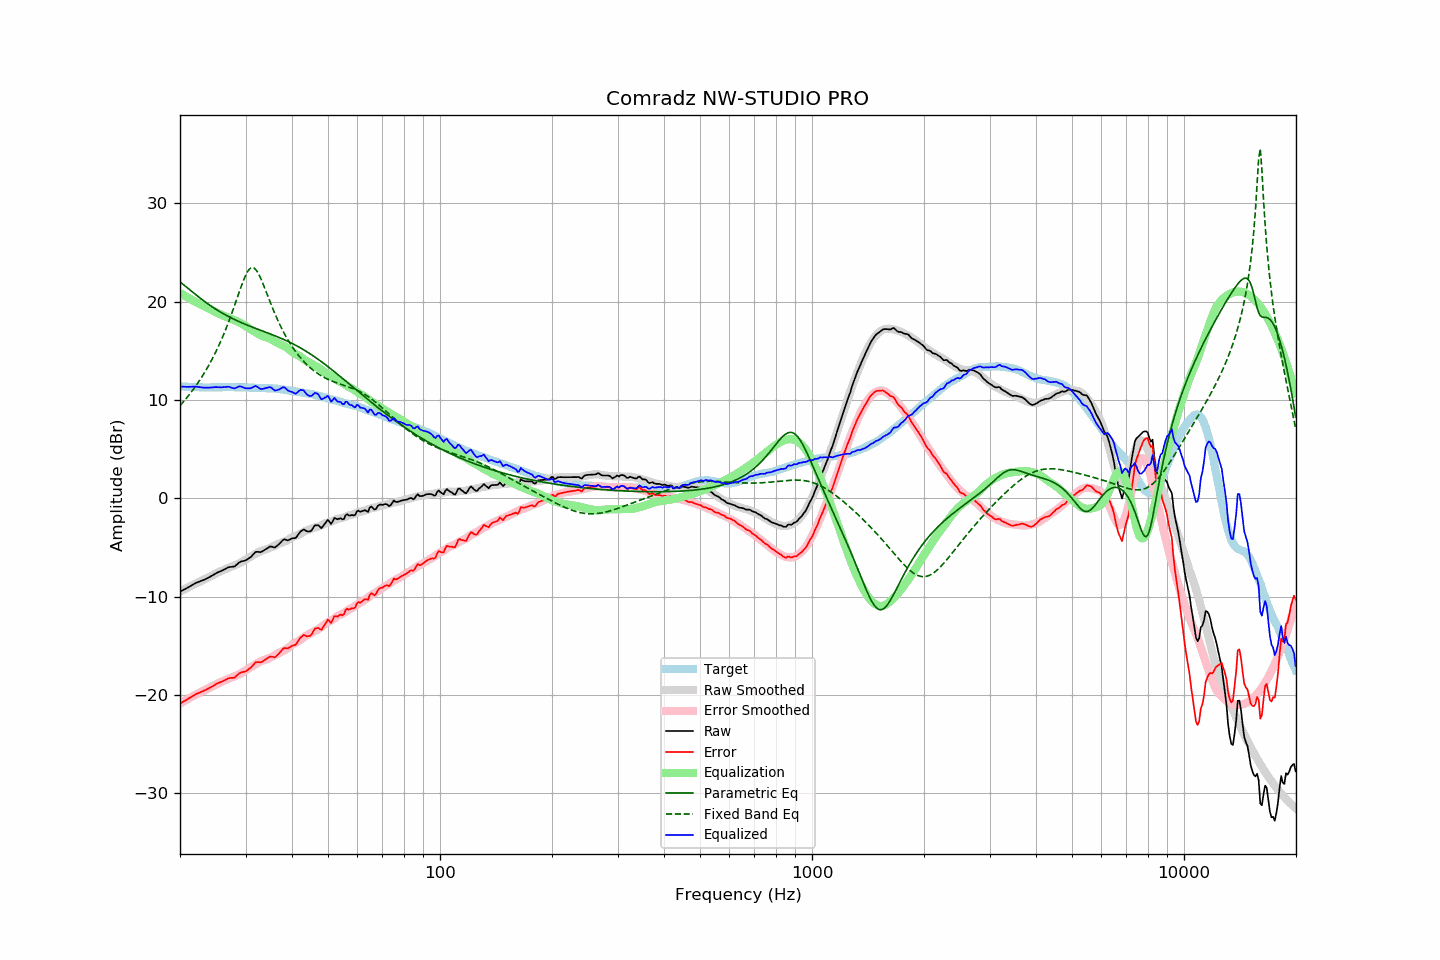 Comradz NW-STUDIO PRO
Amplitude (dBr)
30
20
10
0
−10
−20
−30
Target
Raw Smoothed
Error Smoothed
Raw
Error
Equalization
Parametric Eq
Fixed Band Eq
Equalized
100
1000
10000
Frequency (Hz)